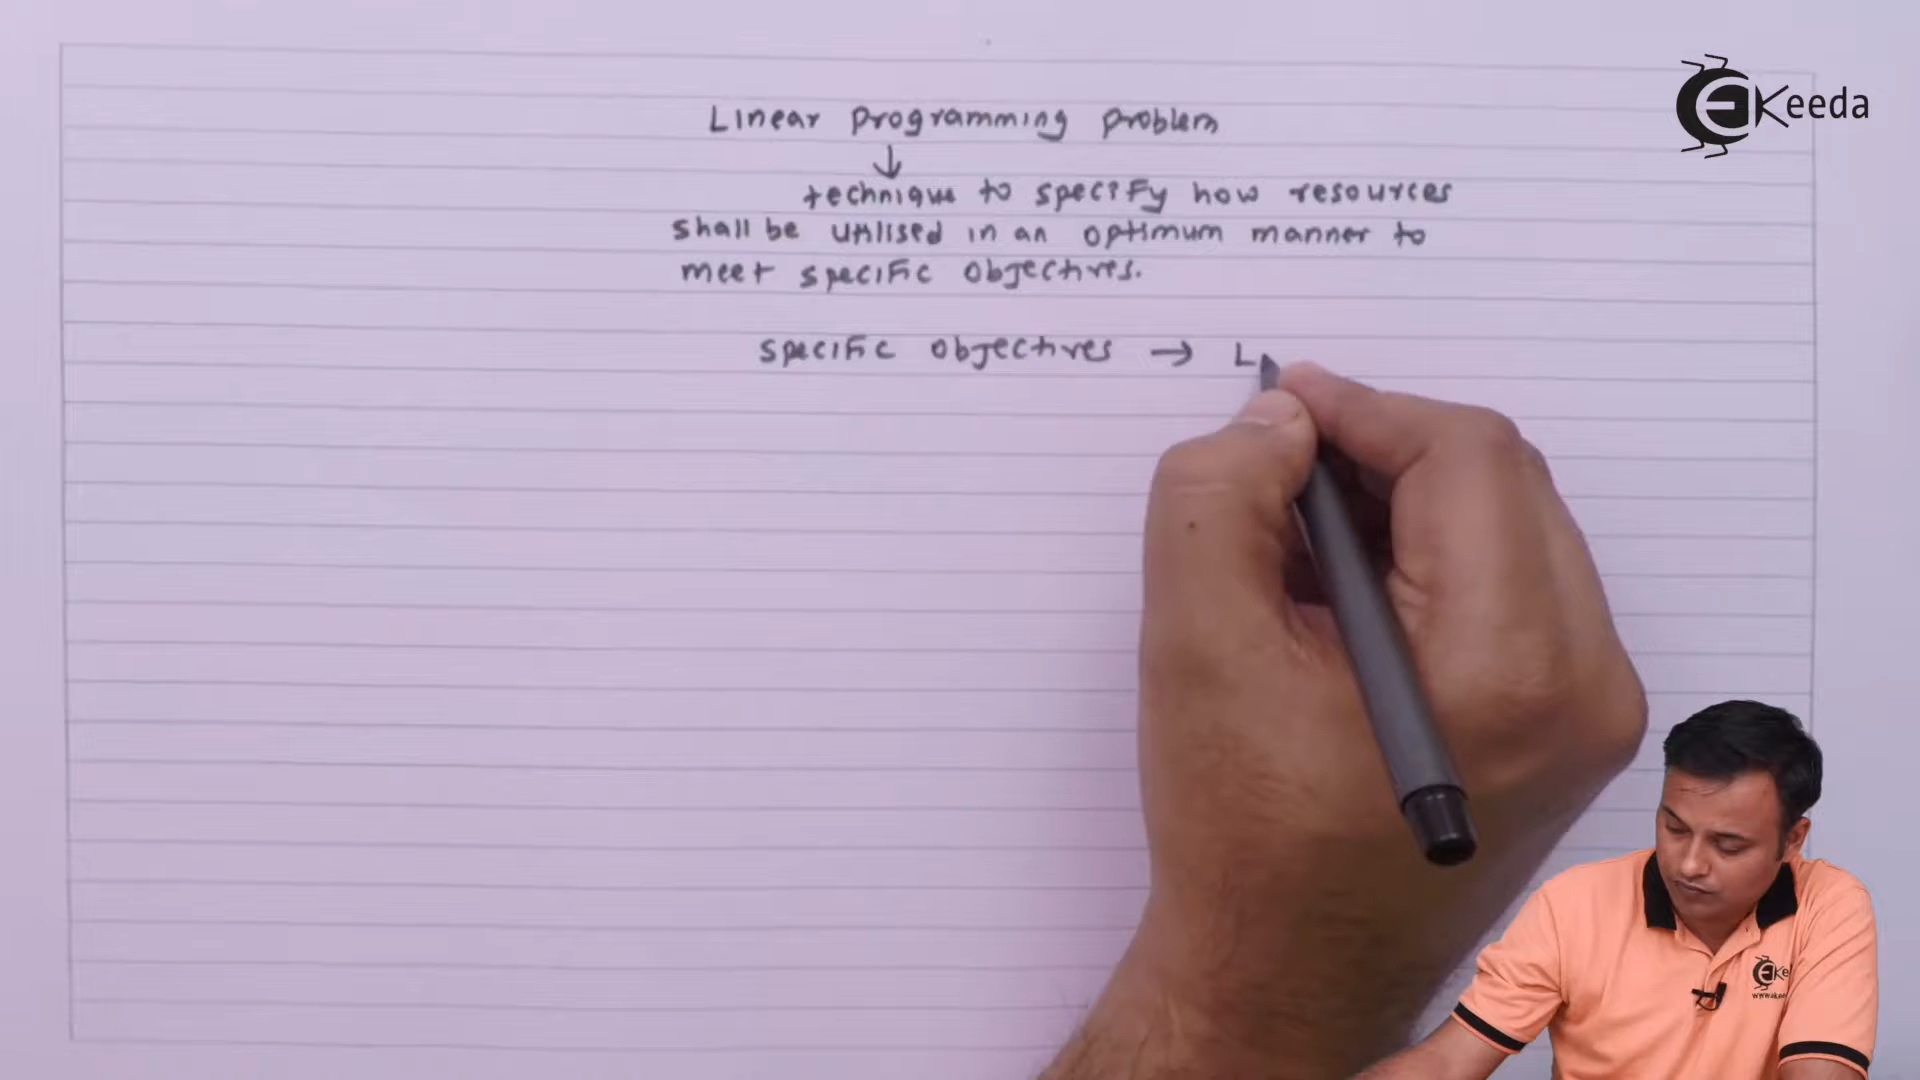 Linear programming problem
↓
technique to specify how resources
shall be utilised in an optimum manner to
meet specific objectives.
specific objectives → L
Keeda